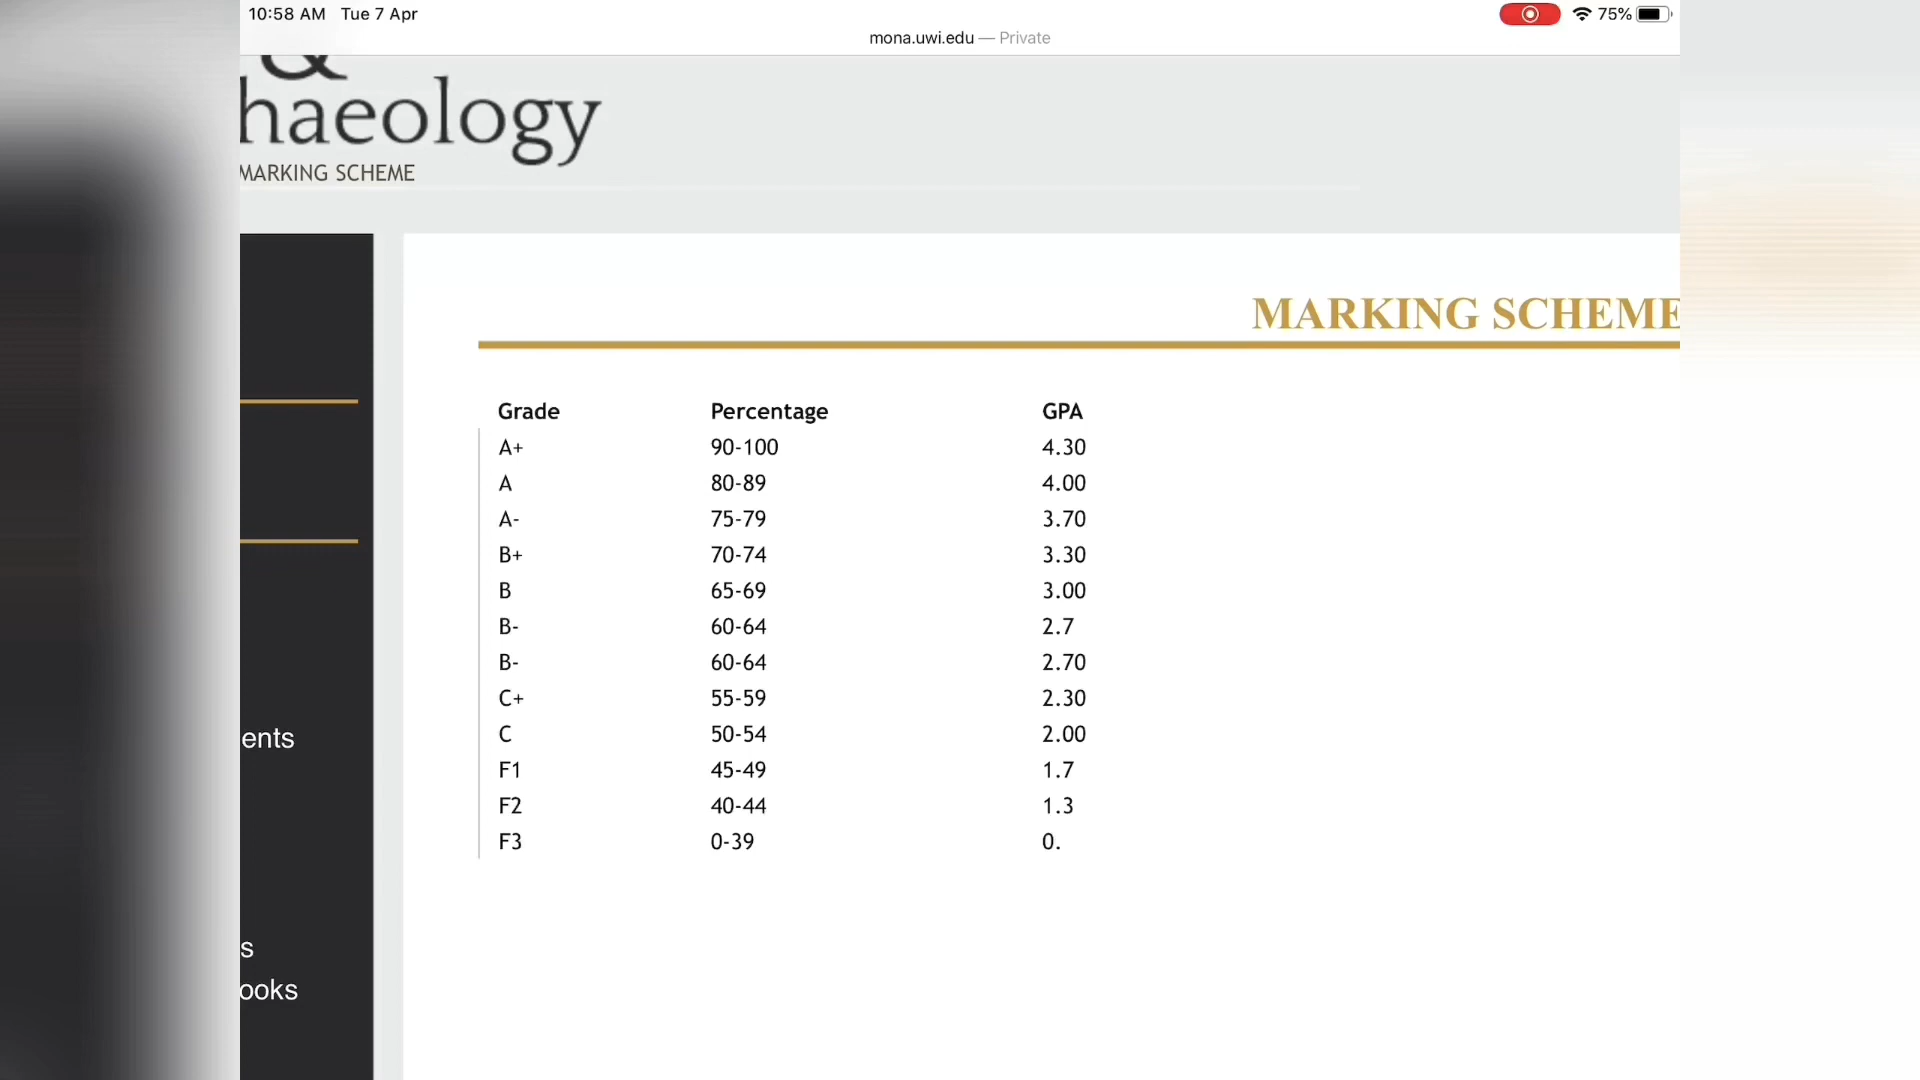 10:58 AM Tue 7 Apr
75%
mona.uwi.edu — Private
&
haeology
MARKING SCHEME
MARKING SCHEME
Grade Percentage GPA
A+ 90-100 4.30
A 80-89 4.00
A- 75-79 3.70
B+ 70-74 3.30
B 65-69 3.00
B- 60-64 2.7
B- 60-64 2.70
C+ 55-59 2.30
C 50-54 2.00
F1 45-49 1.7
F2 40-44 1.3
F3 0-39 0.
ents
s
ooks